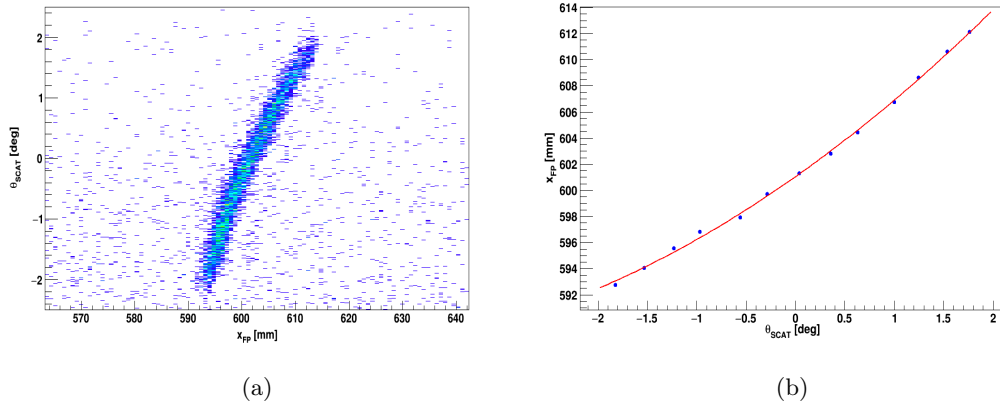 2
1
0
−1
−2
θSCAT [deg]
570 580 590 600 610 620 630 640
xFP [mm]
(a)
614
612
610
608
606
604
602
600
598
596
594
592
xFP [mm]
−2 −1.5 −1 −0.5 0 0.5 1 1.5 2
θSCAT [deg]
(b)